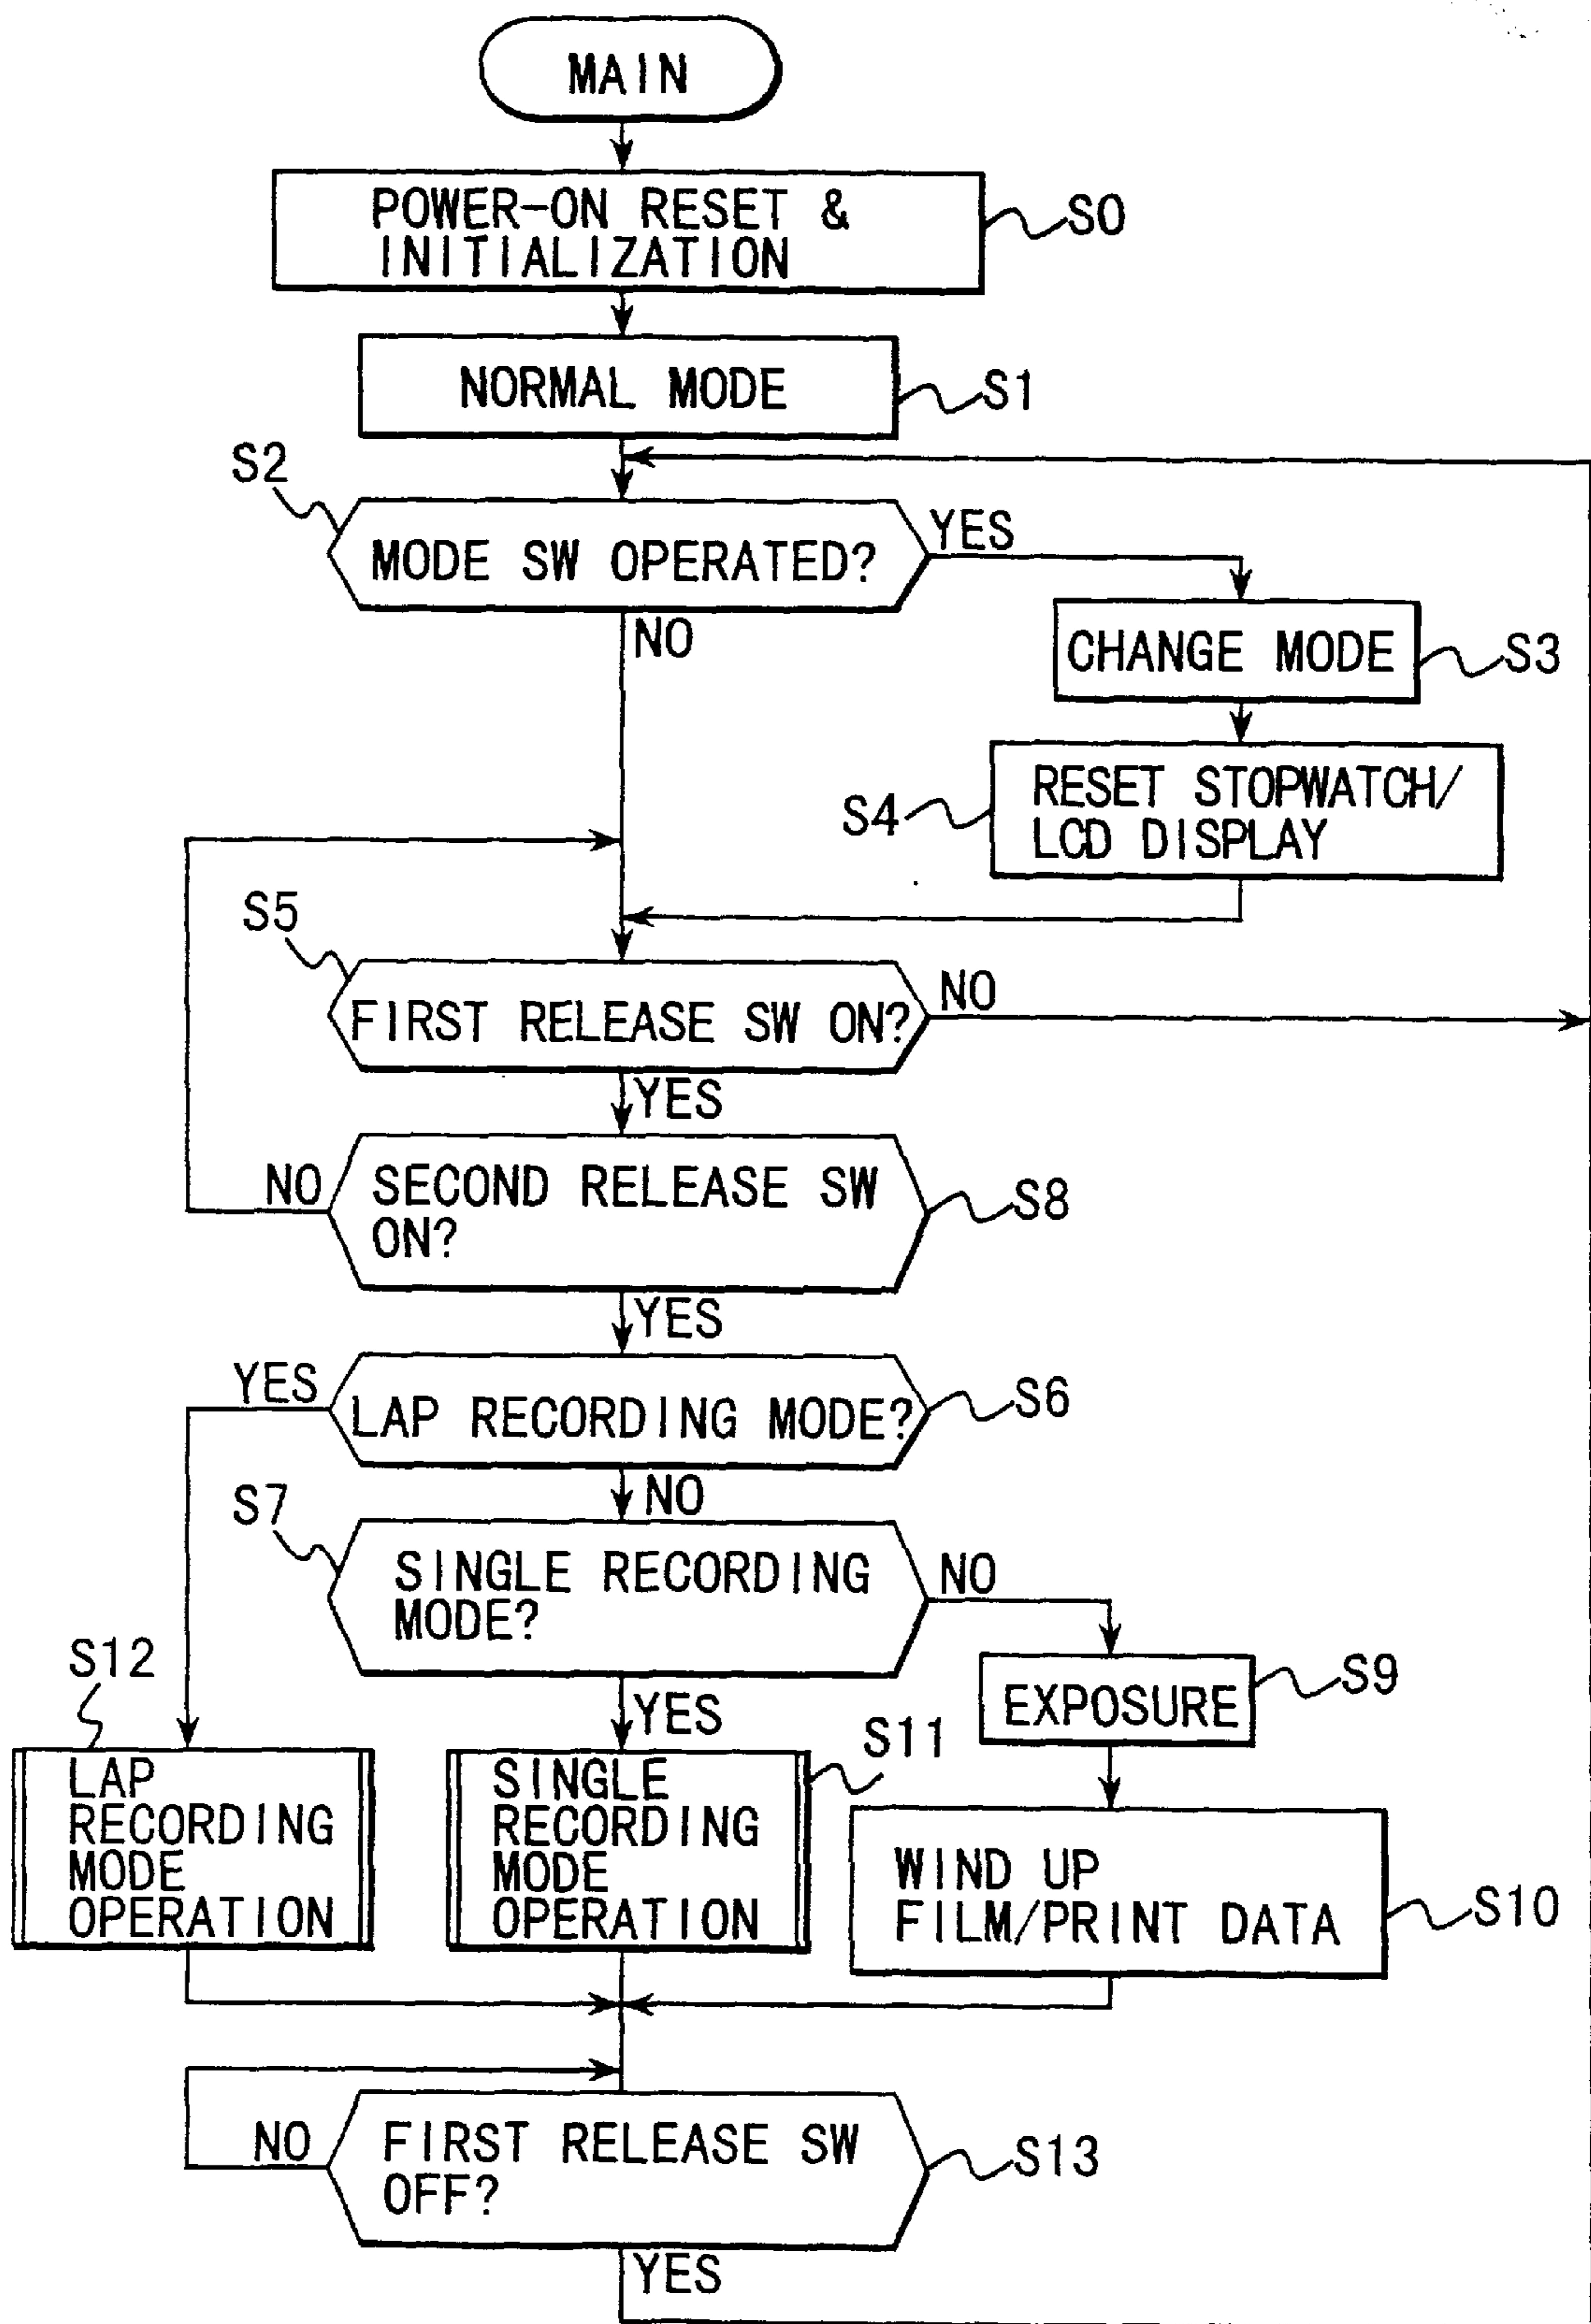 MAIN
POWER-ON RESET &
INITIALIZATION
S0
NORMAL MODE
S1
S2
MODE SW OPERATED?
YES
NO
CHANGE MODE
S3
RESET STOPWATCH/
LCD DISPLAY
S4
S5
FIRST RELEASE SW ON?
NO
YES
SECOND RELEASE SW
ON?
NO
S8
YES
YES
LAP RECORDING MODE?
S6
NO
S7
SINGLE RECORDING
MODE?
NO
YES
EXPOSURE
S9
S12
LAP
RECORDING
MODE
OPERATION
S11
SINGLE
RECORDING
MODE
OPERATION
WIND UP
FILM/PRINT DATA
S10
NO
FIRST RELEASE SW
OFF?
S13
YES